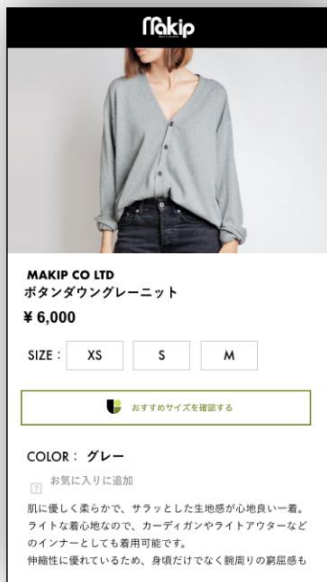 Makip
MAKIP CO LTD
ボタンダウングレーニット
¥ 6,000
SIZE : XS S M
おすすめサイズを確認する
COLOR : グレー
お気に入りに追加
?
肌に優しく柔らかで、サラッとした生地感が心地良い一着。
ライトな着心地なので、カーディガンやライトアウターなど
のインナーとしても着用可能です。
伸縮性に優れているため、身頃だけでなく腕周りの窮屈感も